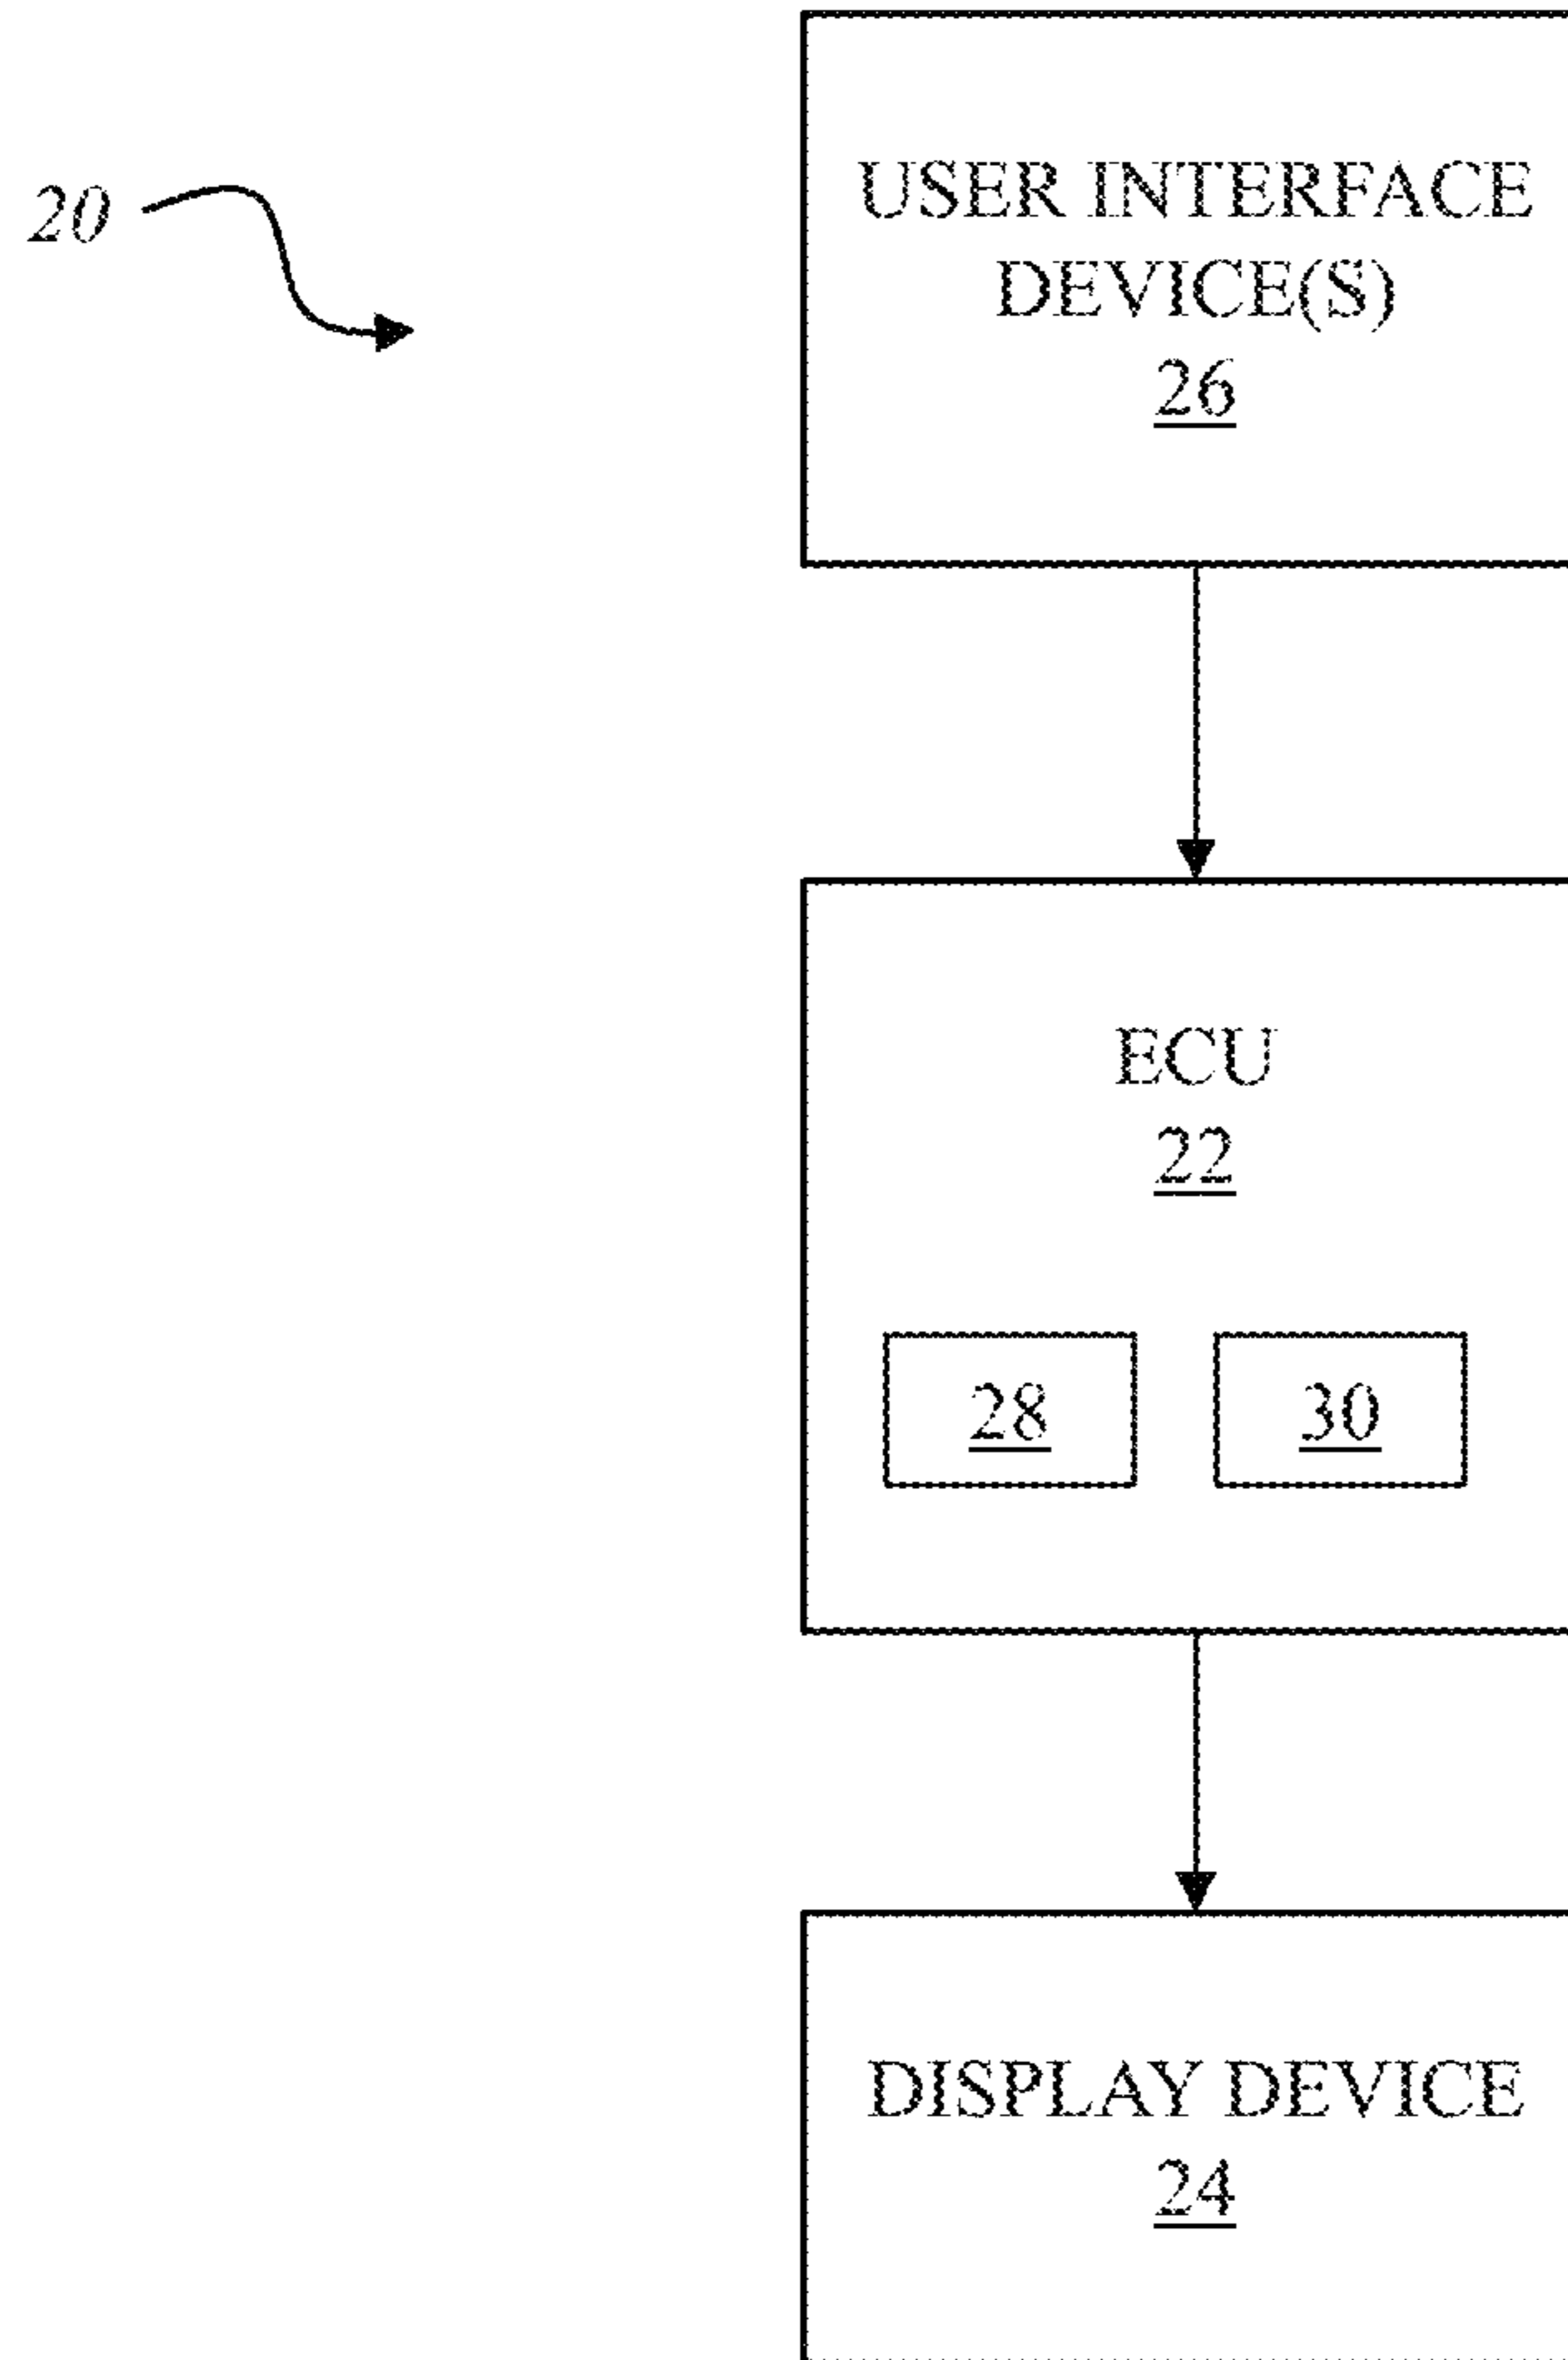 20
USER INTERFACE
DEVICE(S)
26
ECU
22
28 30
DISPLAY DEVICE
24